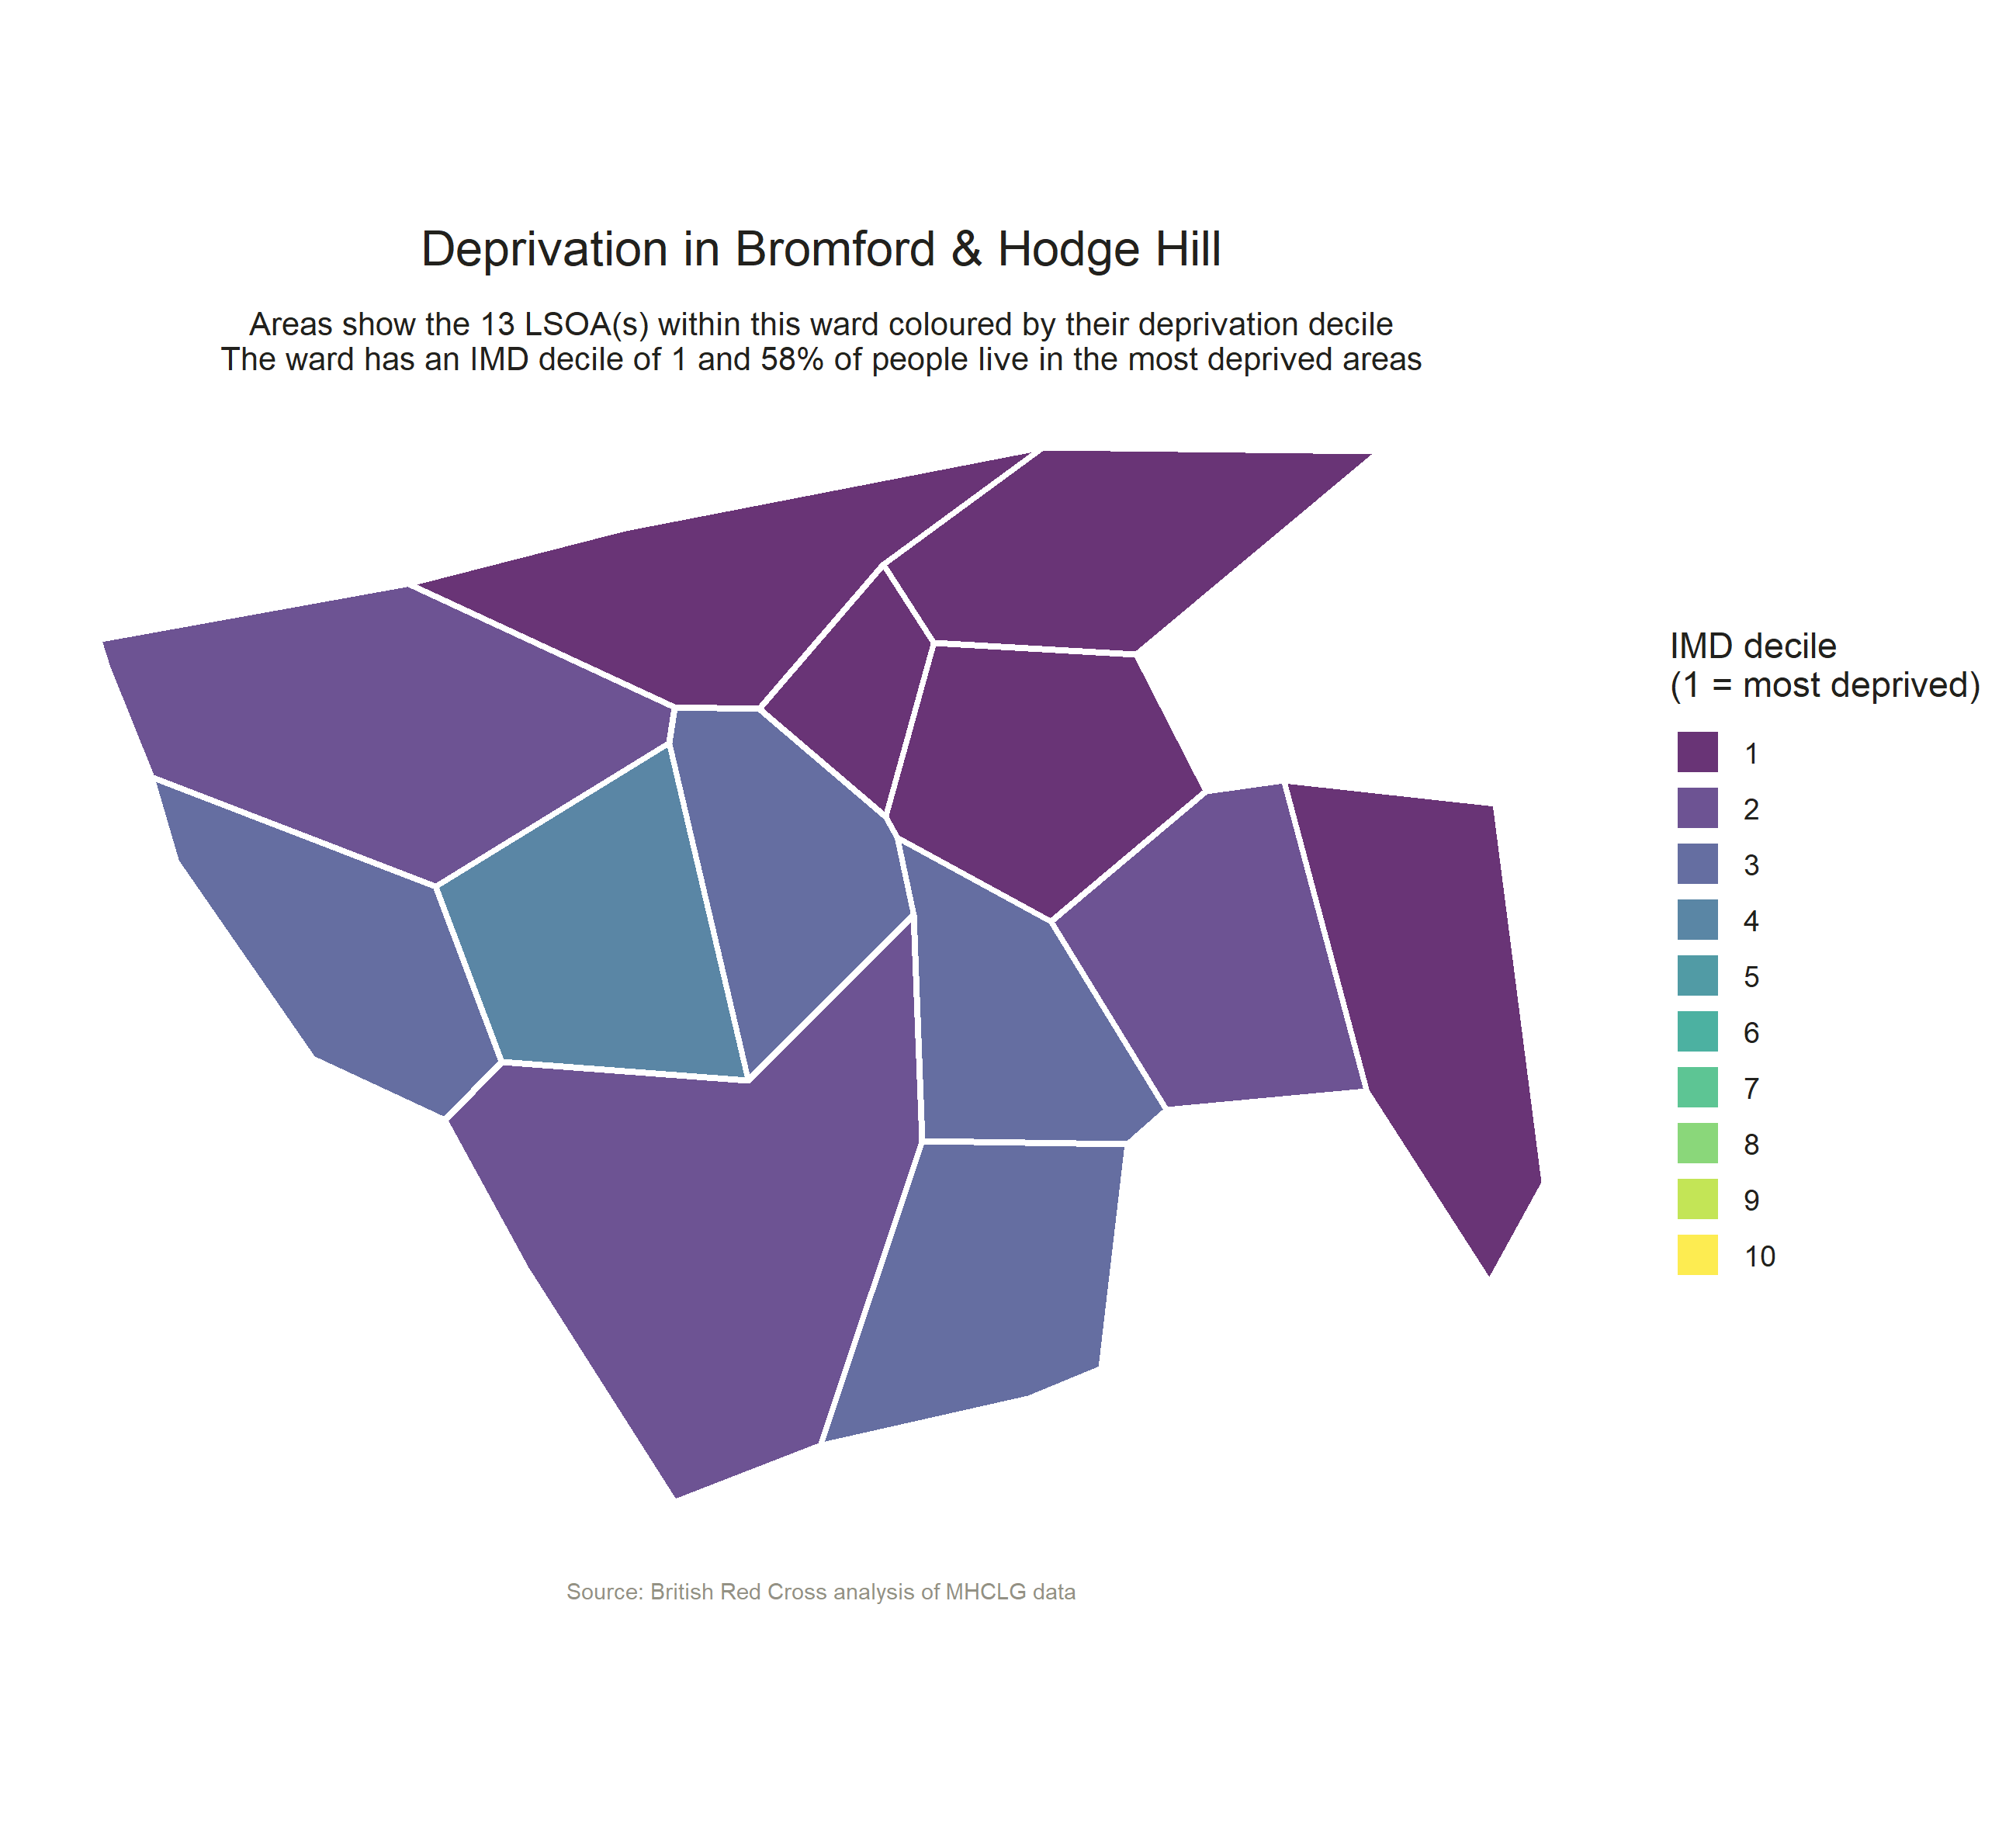 Deprivation in Bromford & Hodge Hill
Areas show the 13 LSOA(s) within this ward coloured by their deprivation decile
The ward has an IMD decile of 1 and 58% of people live in the most deprived areas
IMD decile
(1 = most deprived)
1
2
3
4
5
6
7
8
9
10
Source: British Red Cross analysis of MHCLG data